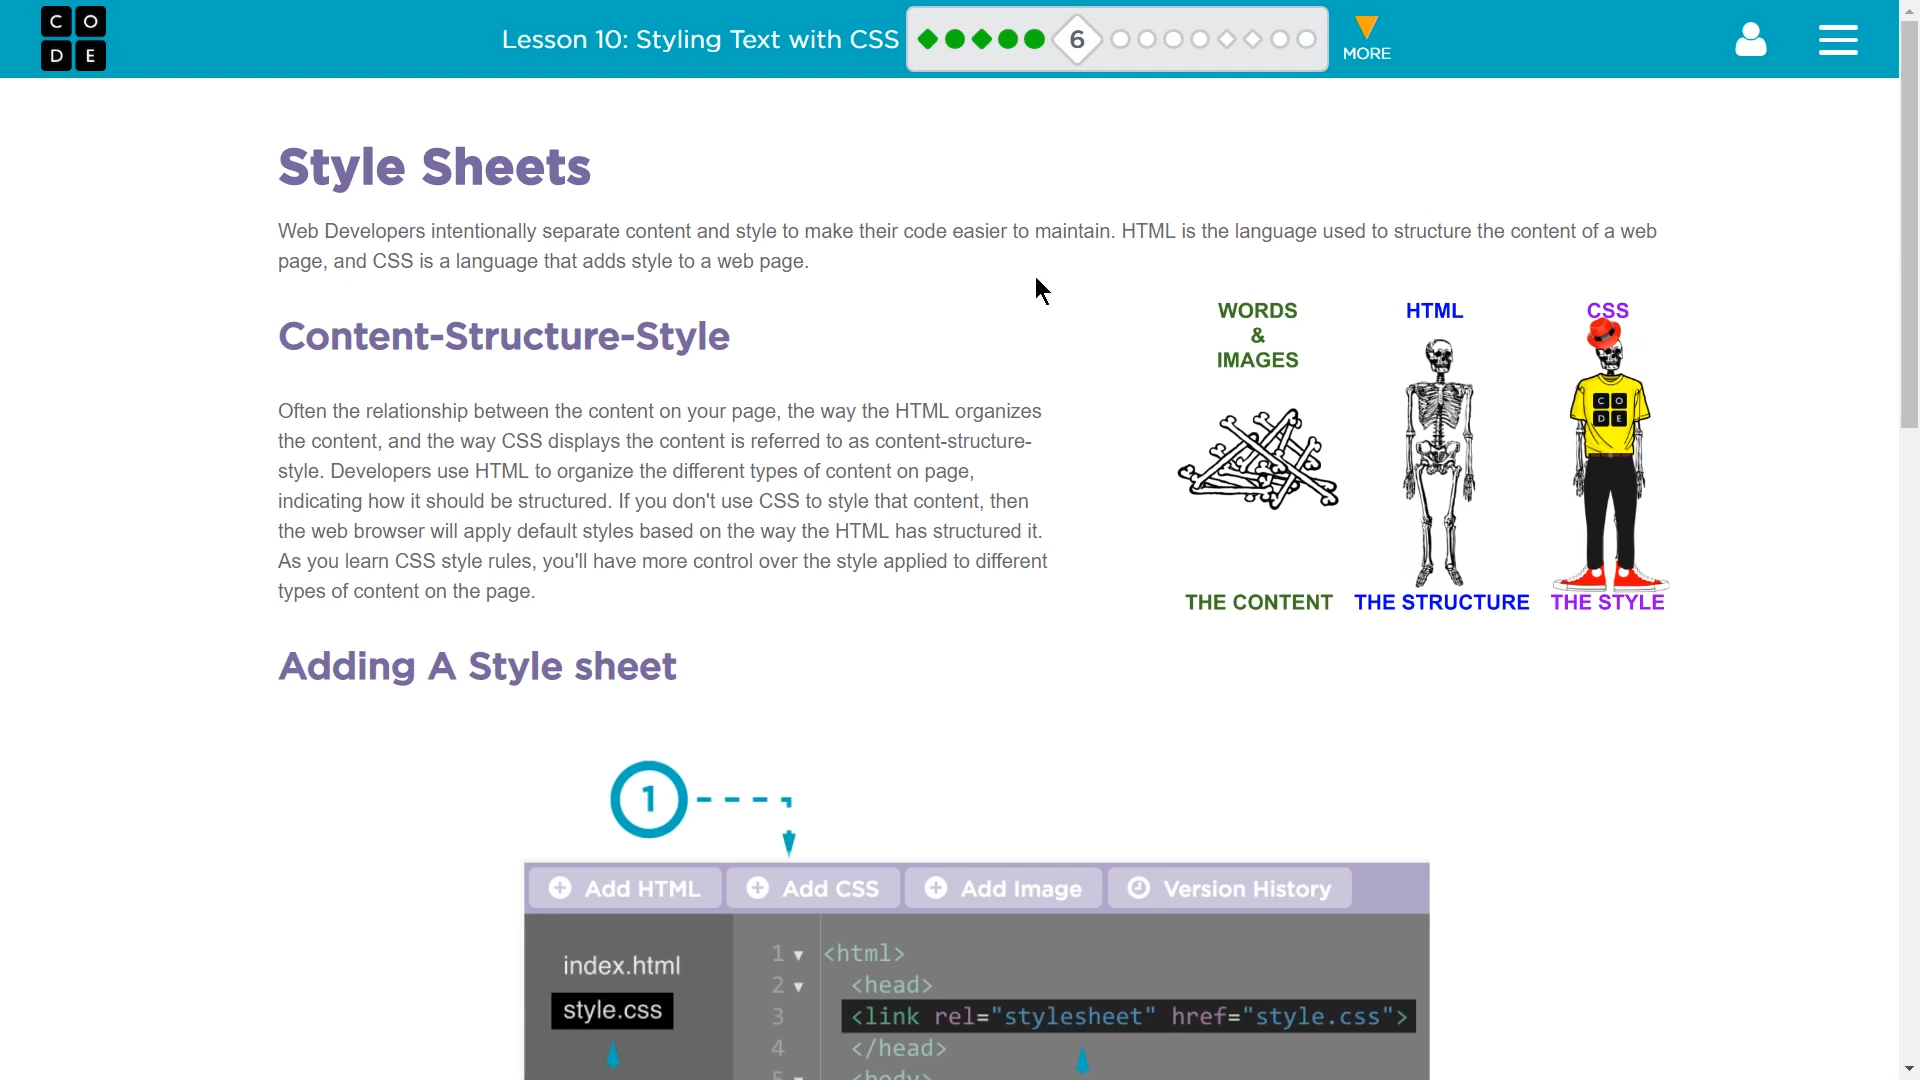 C O
D E
Lesson 10: Styling Text with CSS
6
MORE
Style Sheets
Web Developers intentionally separate content and style to make their code easier to maintain. HTML is the language used to structure the content of a web
page, and CSS is a language that adds style to a web page.
Content-Structure-Style
Often the relationship between the content on your page, the way the HTML organizes
the content, and the way CSS displays the content is referred to as content-structure-
style. Developers use HTML to organize the different types of content on page,
indicating how it should be structured. If you don't use CSS to style that content, then
the web browser will apply default styles based on the way the HTML has structured it.
As you learn CSS style rules, you'll have more control over the style applied to different
types of content on the page.
WORDS
&
IMAGES
HTML
CSS
C O
D E
THE CONTENT
THE STRUCTURE
THE STYLE
Adding A Style sheet
1
Add HTML
Add CSS
Add Image
Version History
index.html
style.css
1 <html>
2 <head>
3 <link rel="stylesheet" href="style.css">
4 </head>
5 <body>